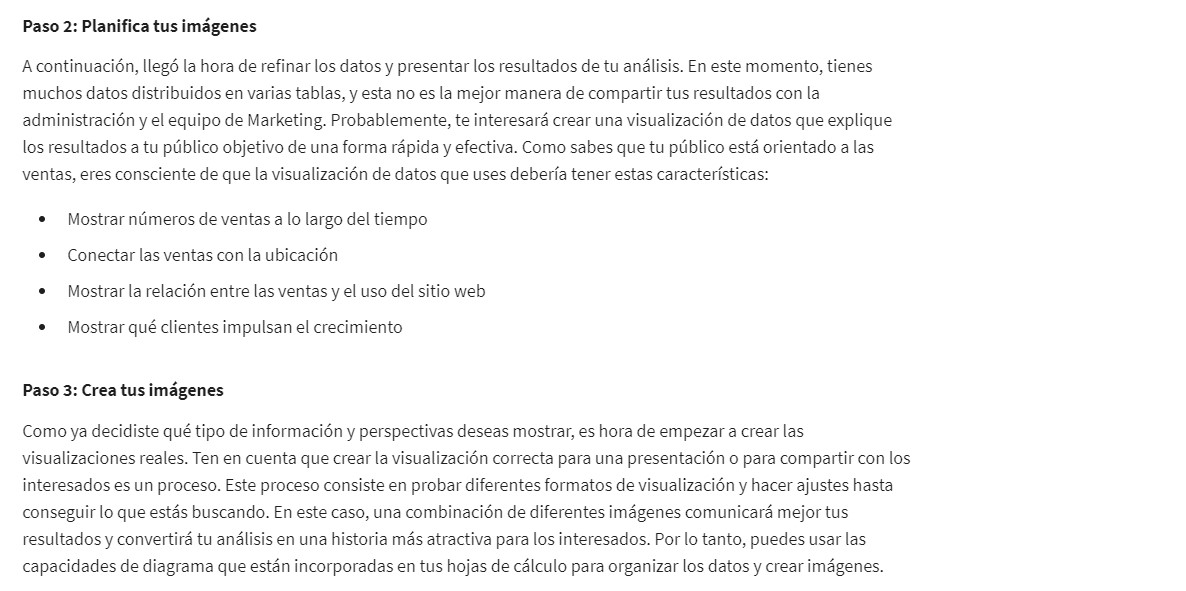 Paso 2: Planifica tus imágenes
A continuación, llegó la hora de refinar los datos y presentar los resultados de tu análisis. En este momento, tienes
muchos datos distribuidos en varias tablas, y esta no es la mejor manera de compartir tus resultados con la
administración y el equipo de Marketing. Probablemente, te interesará crear una visualización de datos que explique
los resultados a tu público objetivo de una forma rápida y efectiva. Como sabes que tu público está orientado a las
ventas, eres consciente de que la visualización de datos que uses debería tener estas características:
• Mostrar números de ventas a lo largo del tiempo
• Conectar las ventas con la ubicación
• Mostrar la relación entre las ventas y el uso del sitio web
• Mostrar qué clientes impulsan el crecimiento
Paso 3: Crea tus imágenes
Como ya decidiste qué tipo de información y perspectivas deseas mostrar, es hora de empezar a crear las
visualizaciones reales. Ten en cuenta que crear la visualización correcta para una presentación o para compartir con los
interesados es un proceso. Este proceso consiste en probar diferentes formatos de visualización y hacer ajustes hasta
conseguir lo que estás buscando. En este caso, una combinación de diferentes imágenes comunicará mejor tus
resultados y convertirá tu análisis en una historia más atractiva para los interesados. Por lo tanto, puedes usar las
capacidades de diagrama que están incorporadas en tus hojas de cálculo para organizar los datos y crear imágenes.